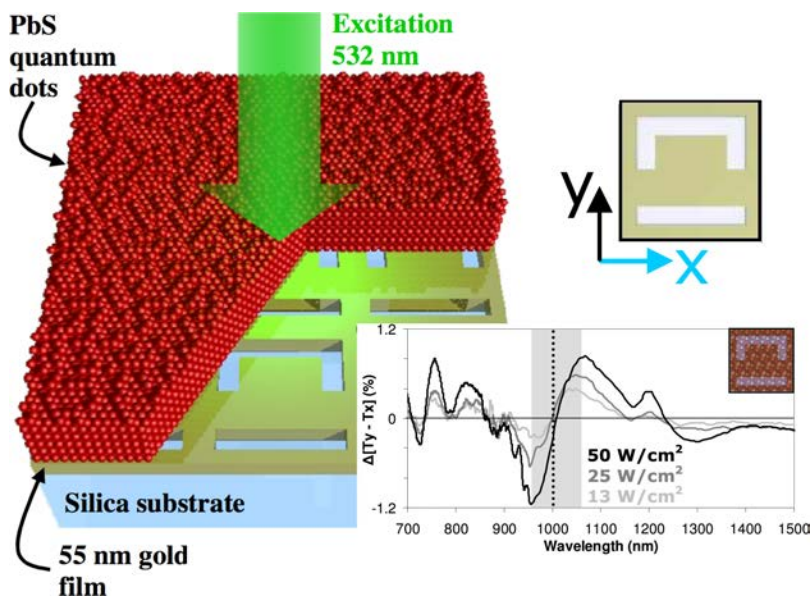 PbS
quantum
dots
Excitation
532 nm
y
x
Silica substrate
55 nm gold
film
Δ[Ty - Tx] (%)
1.2
0
-1.2
50 W/cm²
25 W/cm²
13 W/cm²
700 800 900 1000 1100 1200 1300 1400 1500
Wavelength (nm)